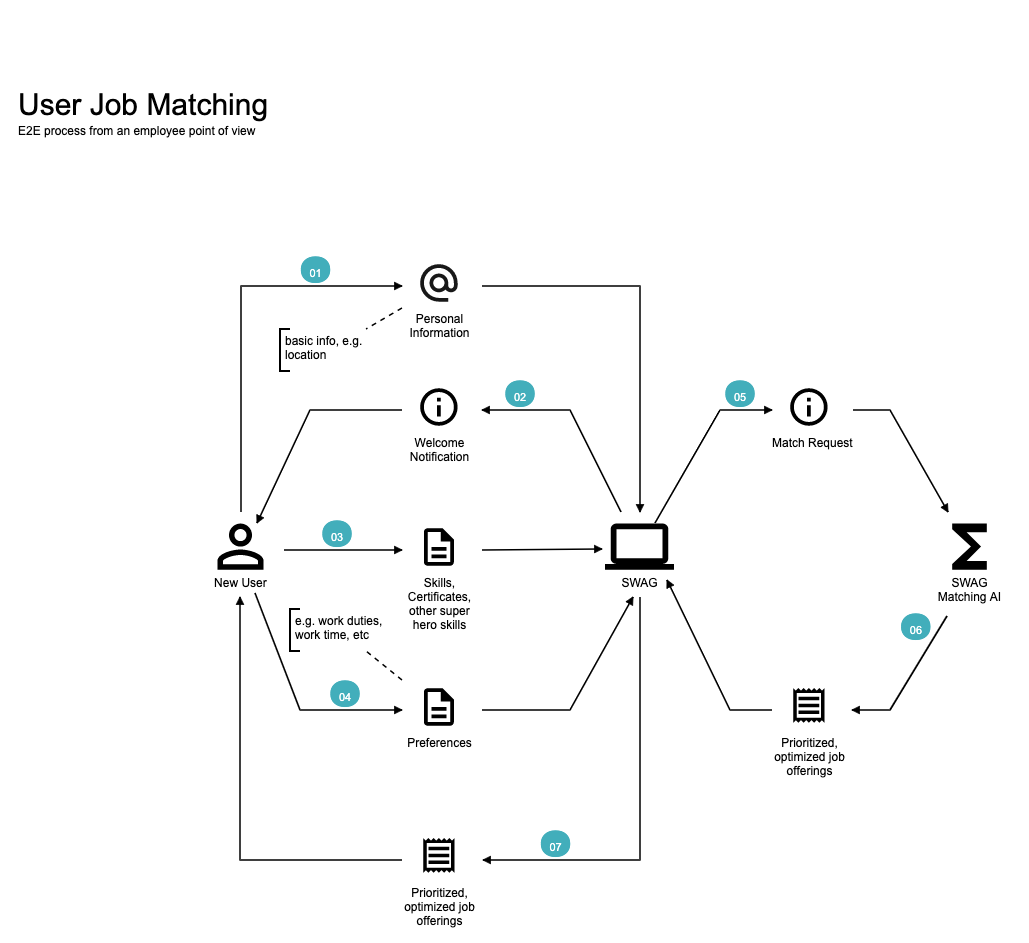 User Job Matching
E2E process from an employee point of view
01
Personal
Information
basic info, e.g.
location
02
05
Welcome
Notification
Match Request
03
New User
Skills,
Certificates,
other super
hero skills
SWAG
SWAG
Matching AI
e.g. work duties,
work time, etc
06
04
Preferences
Prioritized,
optimized job
offerings
07
Prioritized,
optimized job
offerings